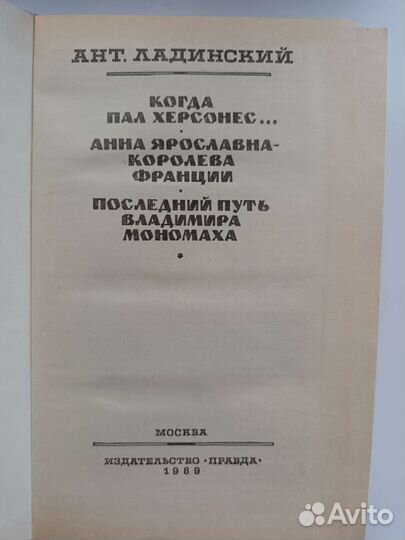 АНТ. ЛАДИНСКИЙ
КОГДА
ПАЛ ХЕРСОНЕС...
АННА ЯРОСЛАВНА-
КОРОЛЕВА
ФРАНЦИИ
ПОСЛЕДНИЙ ПУТЬ
ВЛАДИМИРА
МОНОМАХА
МОСКВА
ИЗДАТЕЛЬСТВО «ПРАВДА»
1989
Avito